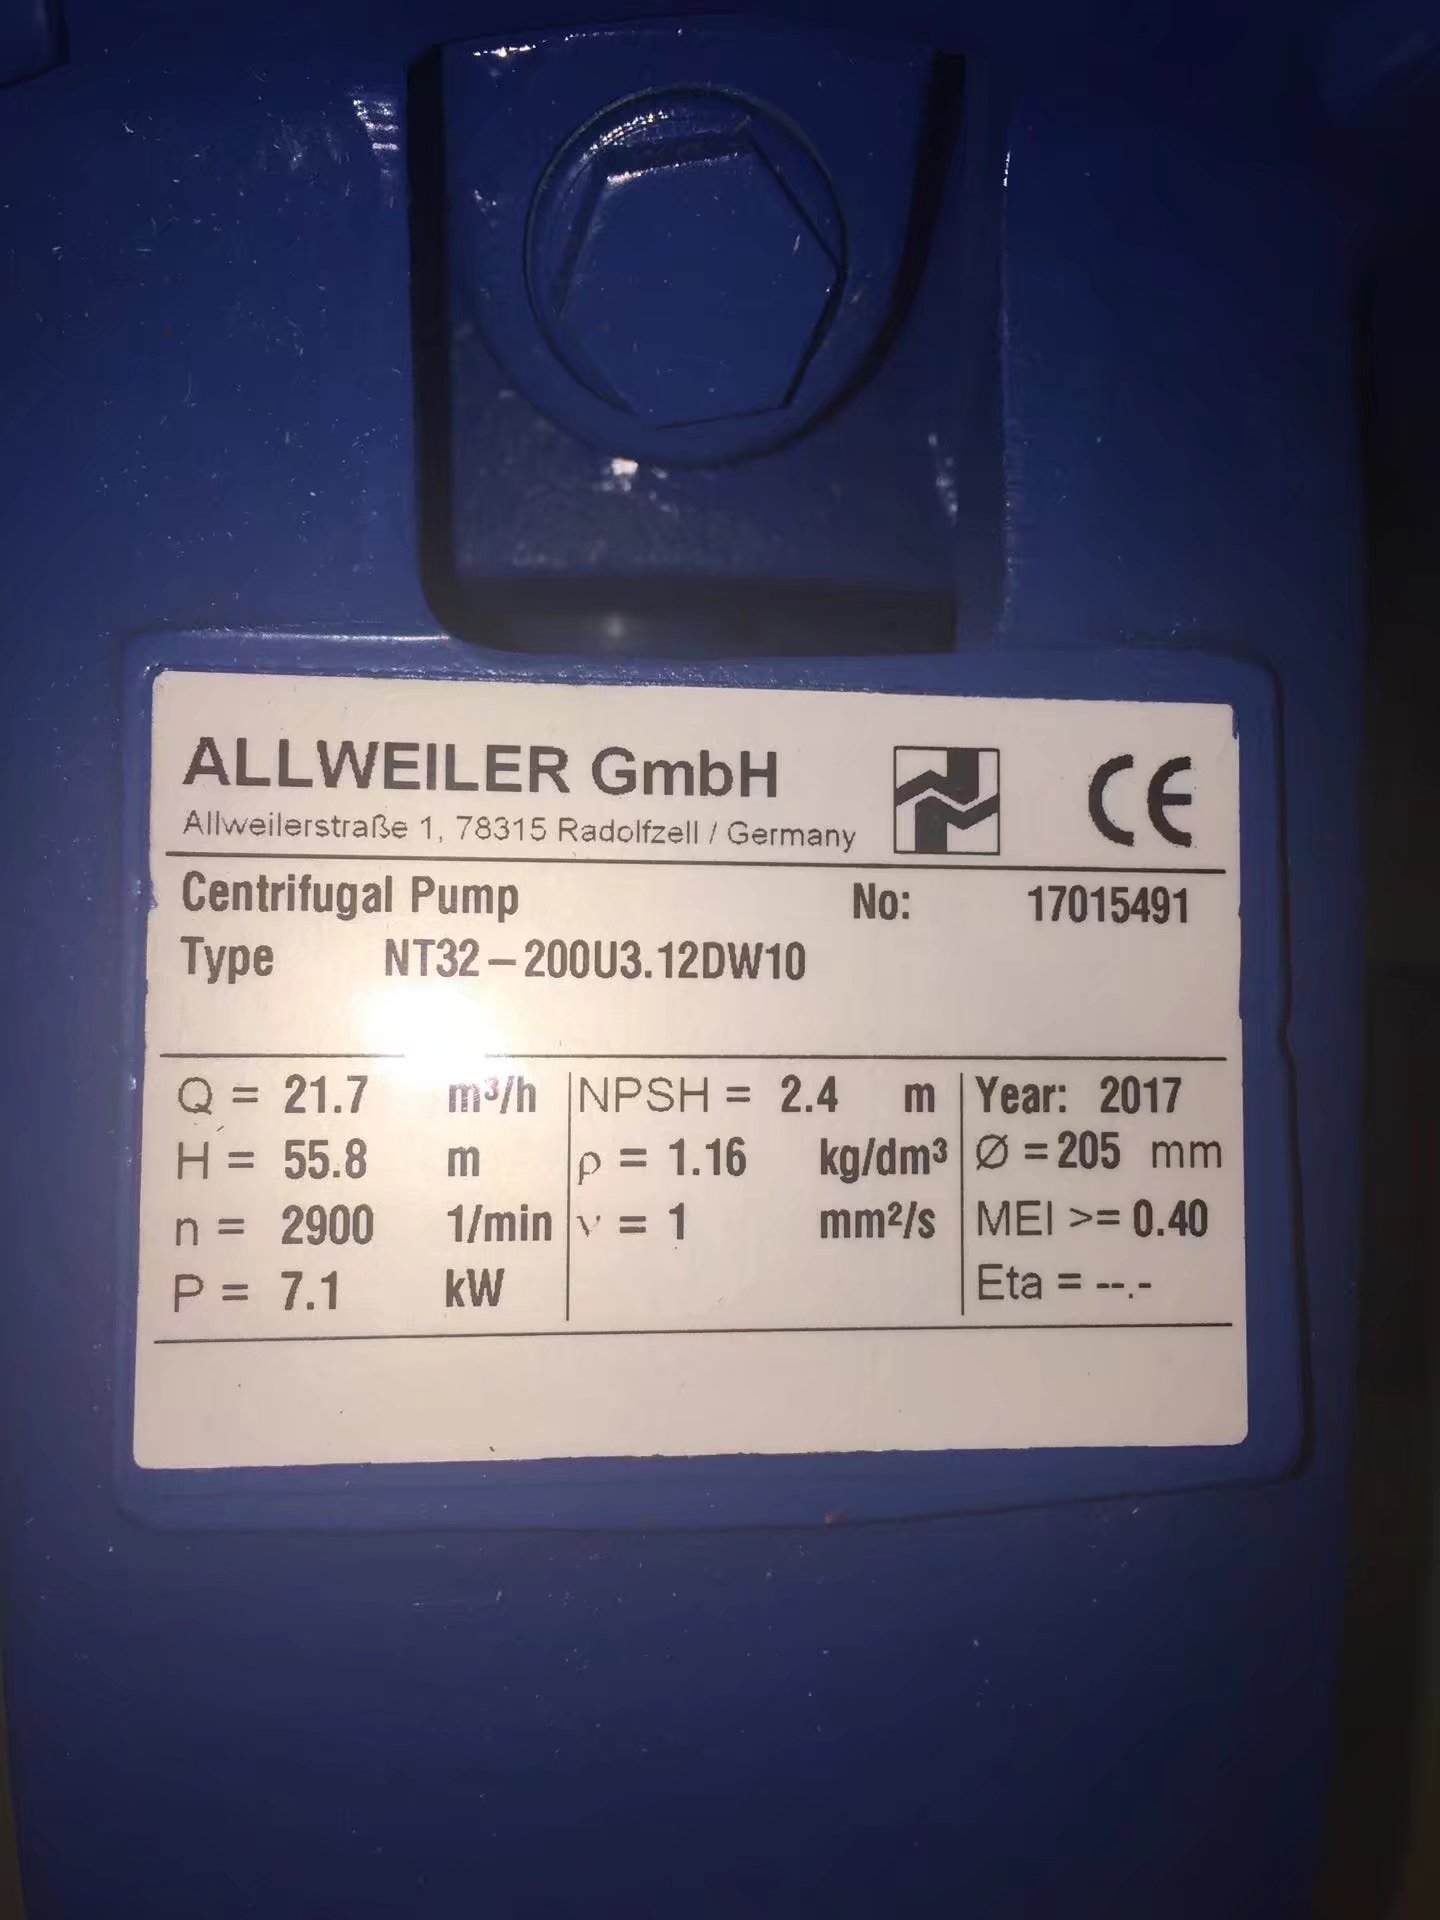 ALLWEILER GmbH
Allweilerstraße 1, 78315 Radolfzell / Germany
CE
Centrifugal Pump No: 17015491
Type NT32-200U3.12DW10
Q = 21.7 m³/h NPSH = 2.4 m Year: 2017
H = 55.8 m ρ = 1.16 kg/dm³ Ø = 205 mm
n = 2900 1/min ν = 1 mm²/s MEI >= 0.40
P = 7.1 kW Eta = --.-